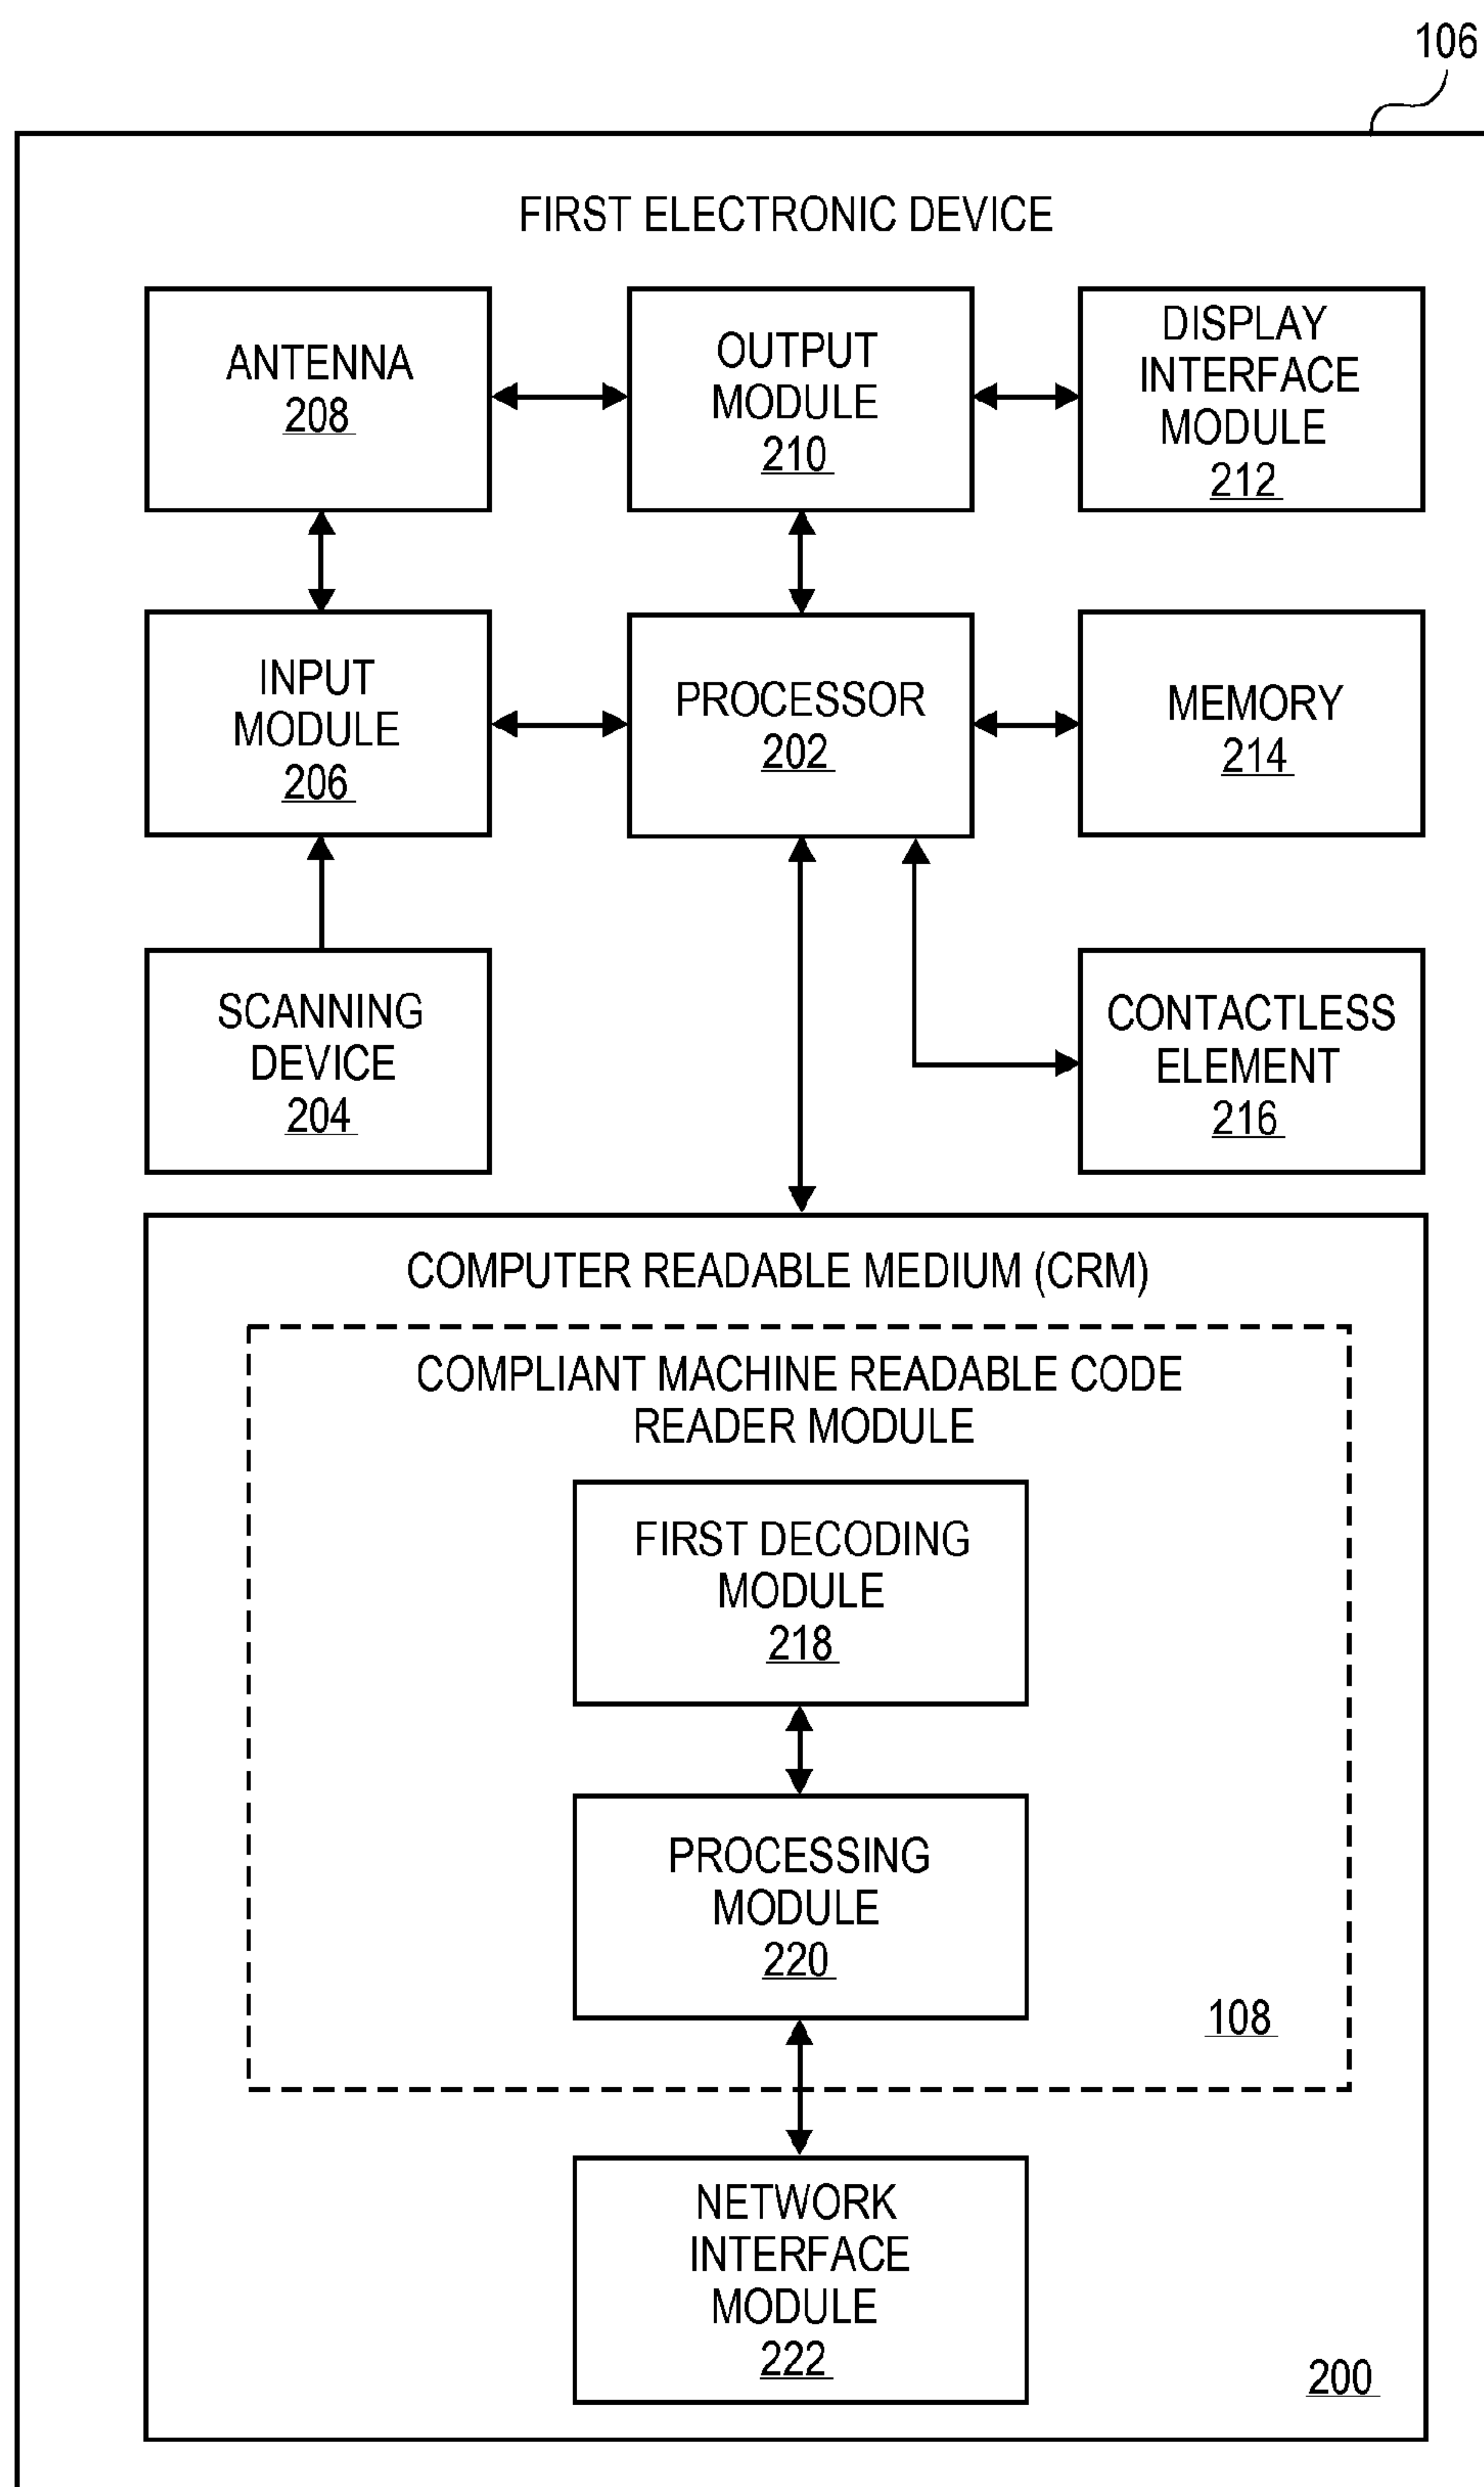 106
FIRST ELECTRONIC DEVICE
ANTENNA
208
OUTPUT
MODULE
210
DISPLAY
INTERFACE
MODULE
212
INPUT
MODULE
206
PROCESSOR
202
MEMORY
214
SCANNING
DEVICE
204
CONTACTLESS
ELEMENT
216
COMPUTER READABLE MEDIUM (CRM)
COMPLIANT MACHINE READABLE CODE
READER MODULE
FIRST DECODING
MODULE
218
PROCESSING
MODULE
220
108
NETWORK
INTERFACE
MODULE
222
200